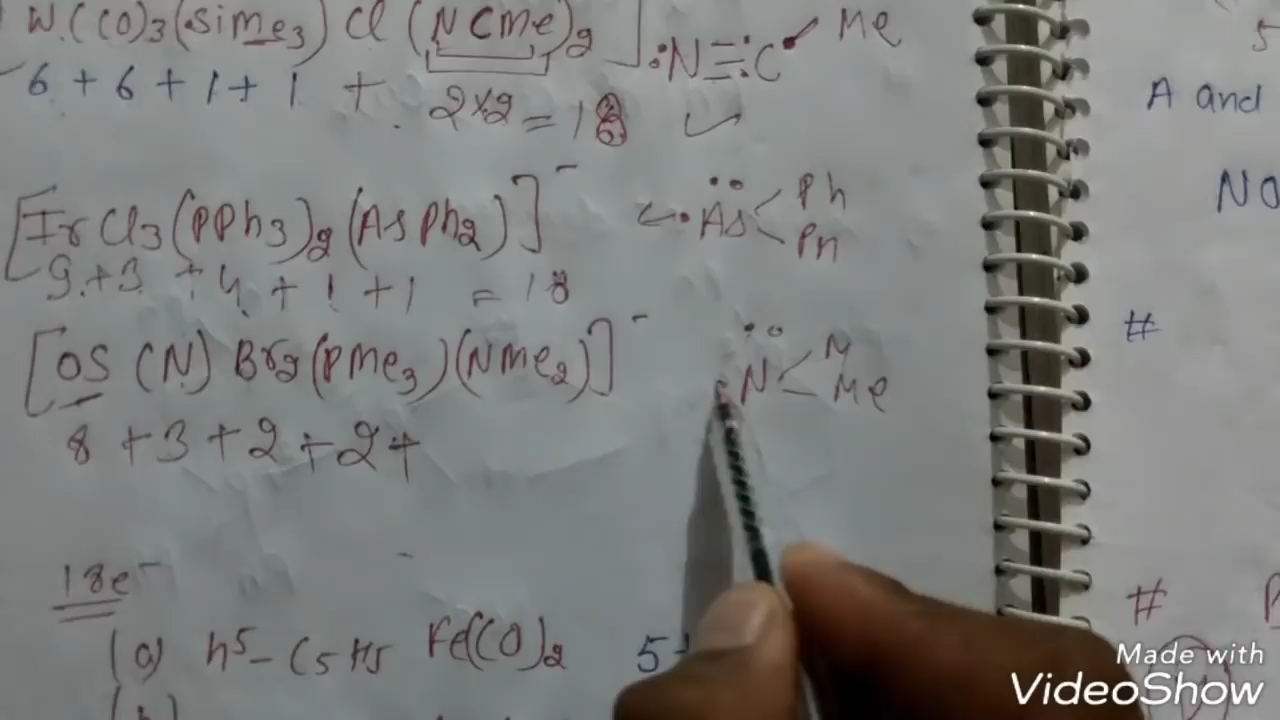 W(CO)3(SiMe3)Cl(NCMe)2] :N≡C Me
6 + 6 + 1 + 1 + 2×2 = 18
[IrCl3(PPh3)2(AsPh2)]⁻ As Ph Ph
9 + 3 + 4 + 1 + 1 = 18
[OS(N)Br2(PMe3)(NMe2)]⁻ N M Me
8 + 3 + 2 + 2 +
18e⁻
(a) h⁵-C5H5 Fe(CO)2 5
(b)
5
A and
NO
#
#
Made with
VideoShow